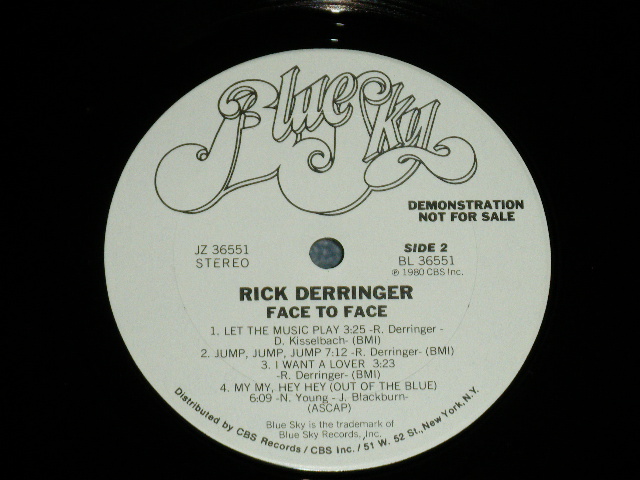 Blue Sky
DEMONSTRATION
NOT FOR SALE
JZ 36551
STEREO
SIDE 2
BL 36551
℗ 1980 CBS Inc.
RICK DERRINGER
FACE TO FACE
1. LET THE MUSIC PLAY 3:25 -R. Derringer -
D. Kisselbach- (BMI)
2. JUMP, JUMP, JUMP 7:12 -R. Derringer- (BMI)
3. I WANT A LOVER 3:23
-R. Derringer- (BMI)
4. MY MY, HEY HEY (OUT OF THE BLUE)
6:09 -N. Young - J. Blackburn-
(ASCAP)
Blue Sky is the trademark of
Blue Sky Records, Inc.
Distributed by CBS Records / CBS Inc. / 51 W. 52 St., New York, N.Y.